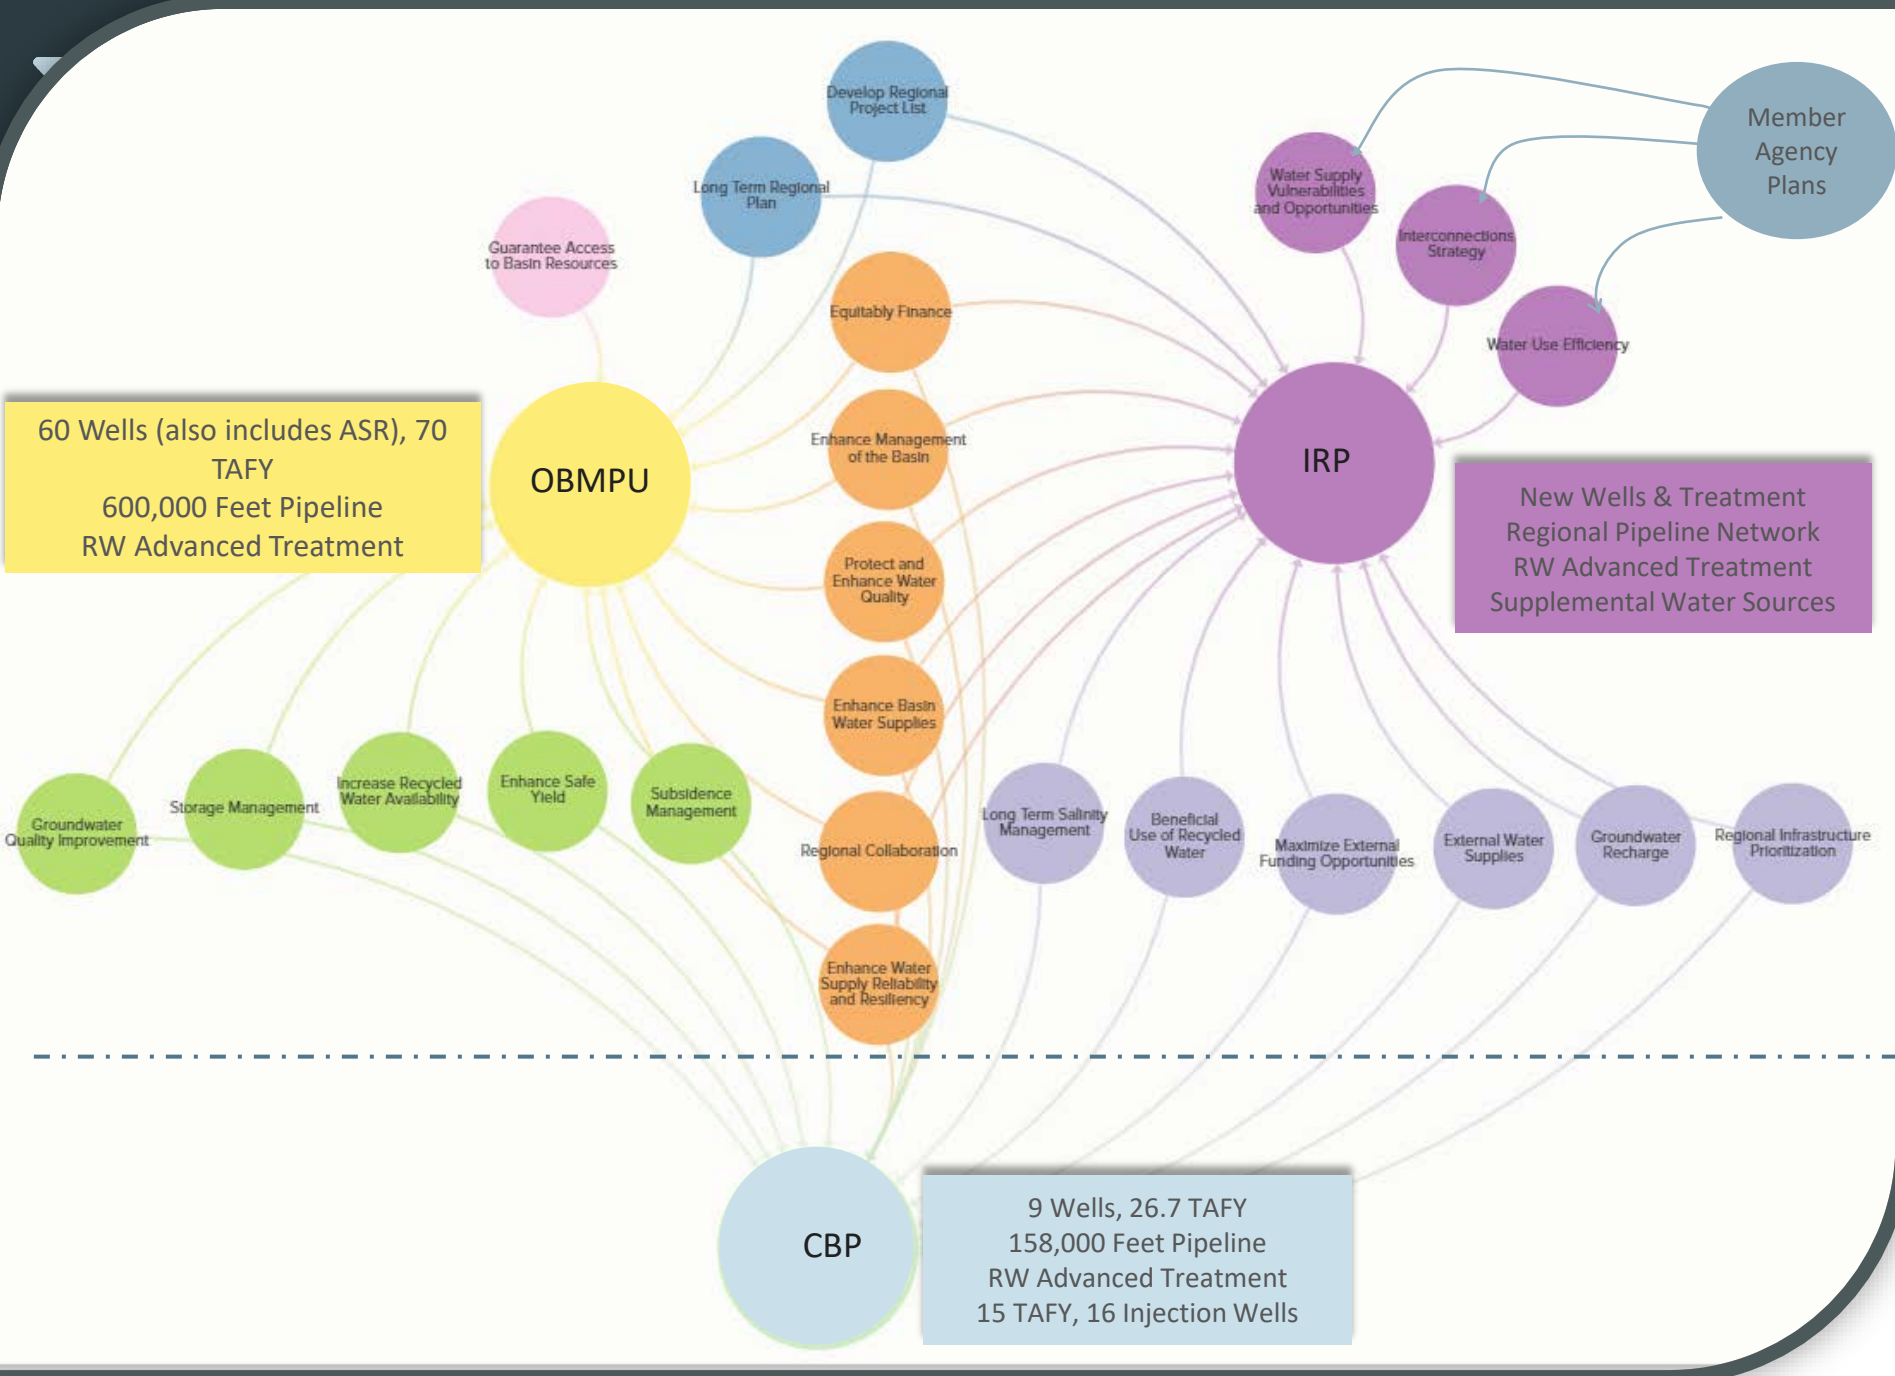 Develop Regional
Project List
Member
Agency
Plans
Long Term Regional
Plan
Water Supply
Vulnerabilities
and Opportunities
Guarantee Access
to Basin Resources
Interconnections
Strategy
Equitably Finance
Water Use Efficiency
60 Wells (also includes ASR), 70
TAFY
600,000 Feet Pipeline
RW Advanced Treatment
OBMPU
Enhance Management
of the Basin
IRP
New Wells & Treatment
Regional Pipeline Network
RW Advanced Treatment
Supplemental Water Sources
Protect and
Enhance Water
Quality
Enhance Basin
Water Supplies
Groundwater
Quality Improvement
Storage Management
Increase Recycled
Water Availability
Enhance Safe
Yield
Subsidence
Management
Regional Collaboration
Long Term Salinity
Management
Beneficial
Use of Recycled
Water
Maximize External
Funding Opportunities
External Water
Supplies
Groundwater
Recharge
Regional Infrastructure
Prioritization
Enhance Water
Supply Reliability
and Resiliency
CBP
9 Wells, 26.7 TAFY
158,000 Feet Pipeline
RW Advanced Treatment
15 TAFY, 16 Injection Wells